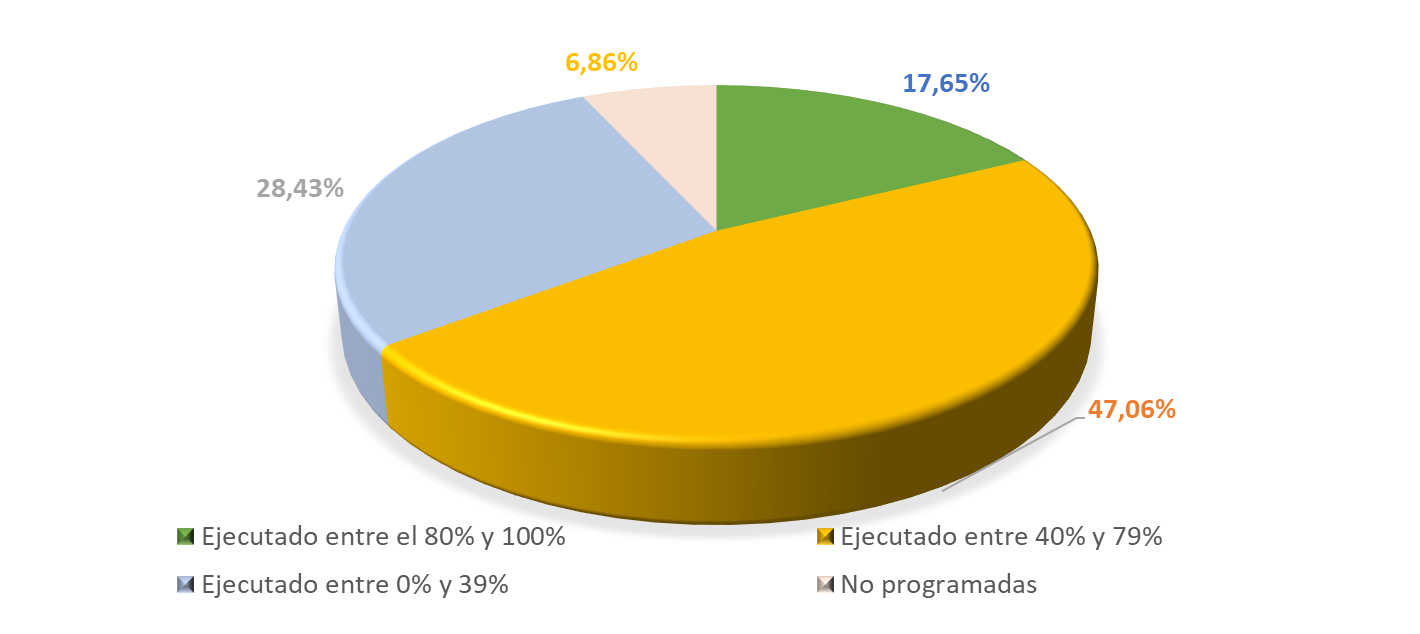 6,86%
17,65%
28,43%
47,06%
Ejecutado entre el 80% y 100%
Ejecutado entre 40% y 79%
Ejecutado entre 0% y 39%
No programadas